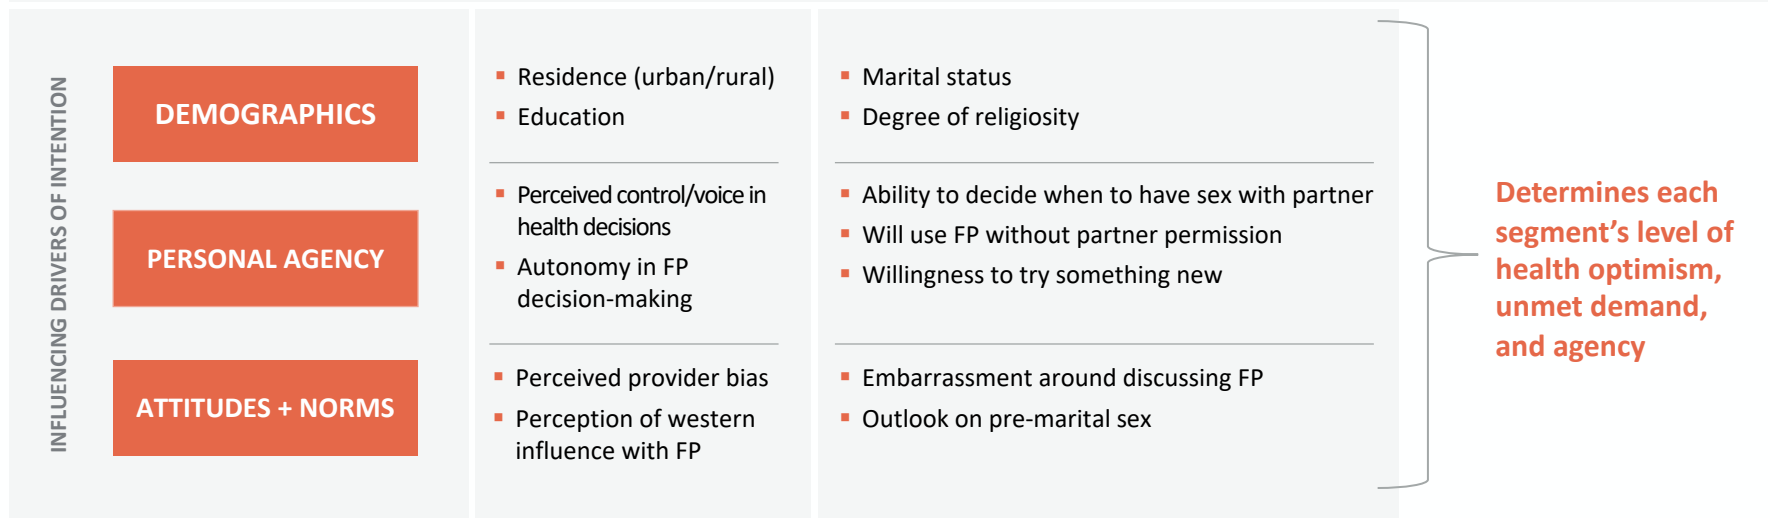 INFLUENCING DRIVERS OF INTENTION
DEMOGRAPHICS
▪ Residence (urban/rural)
▪ Education
▪ Marital status
▪ Degree of religiosity
PERSONAL AGENCY
▪ Perceived control/voice in
health decisions
▪ Autonomy in FP
decision-making
▪ Ability to decide when to have sex with partner
▪ Will use FP without partner permission
▪ Willingness to try something new
ATTITUDES + NORMS
▪ Perceived provider bias
▪ Perception of western
influence with FP
▪ Embarrassment around discussing FP
▪ Outlook on pre-marital sex
Determines each
segment’s level of
health optimism,
unmet demand,
and agency